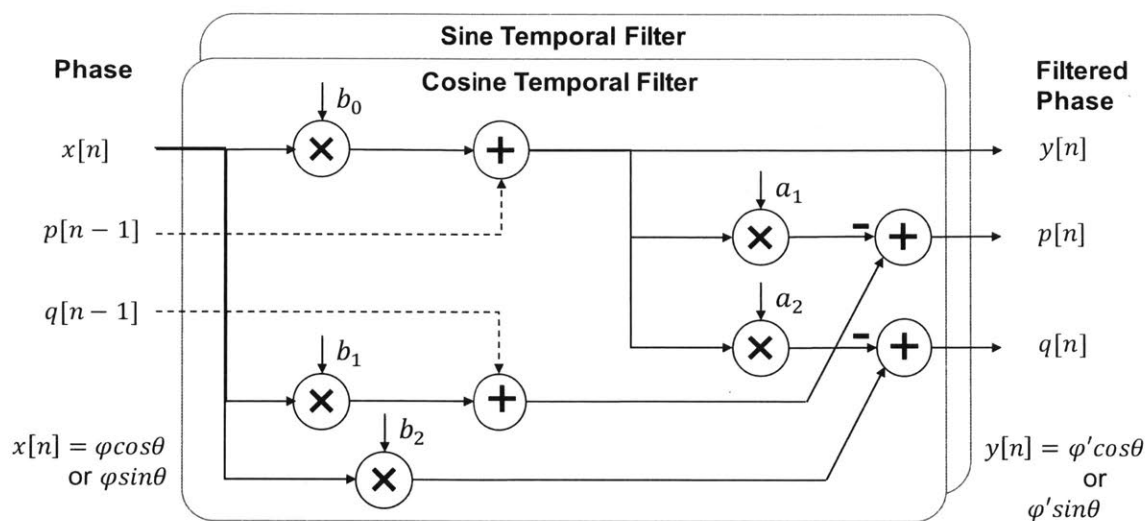 Sine Temporal Filter
Cosine Temporal Filter
Phase
Filtered
Phase
b₀
x[n]
×
+
y[n]
a₁
p[n − 1]
×
−
+
p[n]
q[n − 1]
a₂
b₁
×
−
+
q[n]
×
+
b₂
x[n] = φcosθ
or φsinθ
×
y[n] = φ′cosθ
or
φ′sinθ